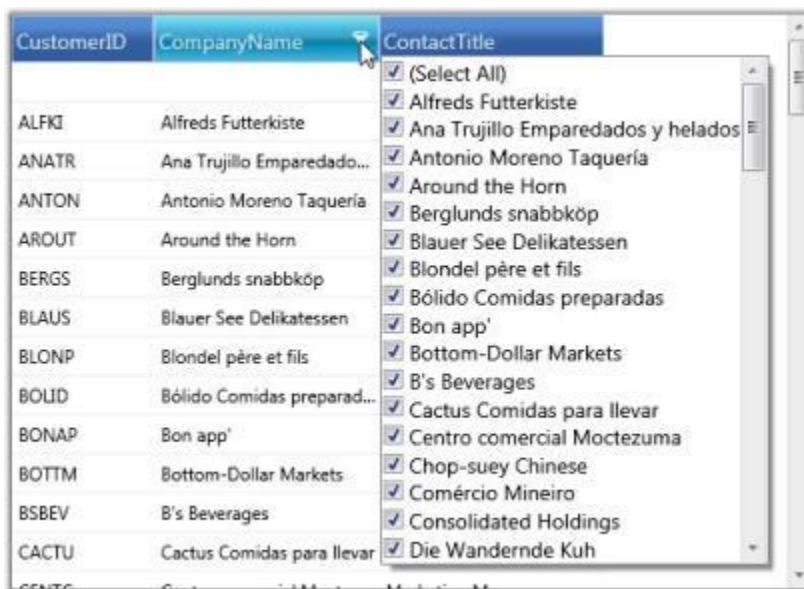 CustomerID CompanyName ContactTitle
(Select All)
Alfreds Futterkiste
ALFKI Alfreds Futterkiste Ana Trujillo Emparedados y helados
ANATR Ana Trujillo Emparedado... Antonio Moreno Taquería
ANTON Antonio Moreno Taquería Around the Horn
AROUT Around the Horn Berglunds snabbköp
Blauer See Delikatessen
BERGS Berglunds snabbköp Blondel père et fils
BLAUS Blauer See Delikatessen Bólido Comidas preparadas
Bon app'
BLONP Blondel père et fils Bottom-Dollar Markets
BOLID Bólido Comidas preparad... B's Beverages
Cactus Comidas para llevar
BONAP Bon app' Centro comercial Moctezuma
BOTTM Bottom-Dollar Markets Chop-suey Chinese
Comércio Mineiro
BSBEV B's Beverages Consolidated Holdings
CACTU Cactus Comidas para llevar Die Wandernde Kuh